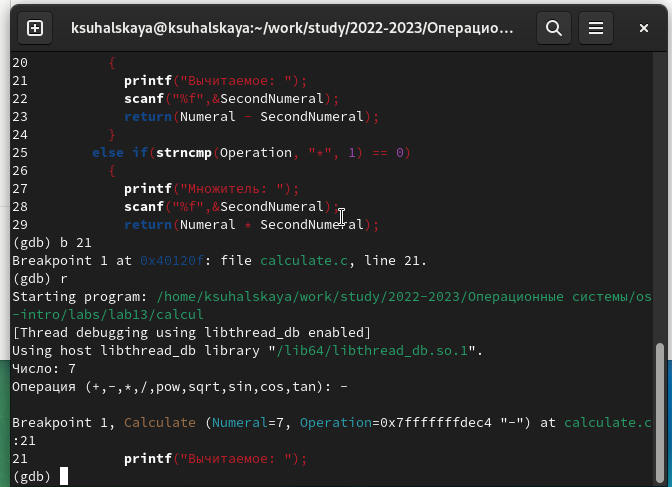 ksuhalskaya@ksuhalskaya:~/work/study/2022-2023/Операцио...
20          {
21            printf("Вычитаемое: ");
22            scanf("%f",&SecondNumeral);
23            return(Numeral - SecondNumeral);
24          }
25        else if(strncmp(Operation, "*", 1) == 0)
26          {
27            printf("Множитель: ");
28            scanf("%f",&SecondNumeral);
29            return(Numeral * SecondNumeral);
(gdb) b 21
Breakpoint 1 at 0x40120f: file calculate.c, line 21.
(gdb) r
Starting program: /home/ksuhalskaya/work/study/2022-2023/Операционные системы/os
-intro/labs/lab13/calcul
[Thread debugging using libthread_db enabled]
Using host libthread_db library "/lib64/libthread_db.so.1".
Число: 7
Операция (+,-,*,/,pow,sqrt,sin,cos,tan): -
Breakpoint 1, Calculate (Numeral=7, Operation=0x7fffffffdec4 "-") at calculate.c
:21
21            printf("Вычитаемое: ");
(gdb)